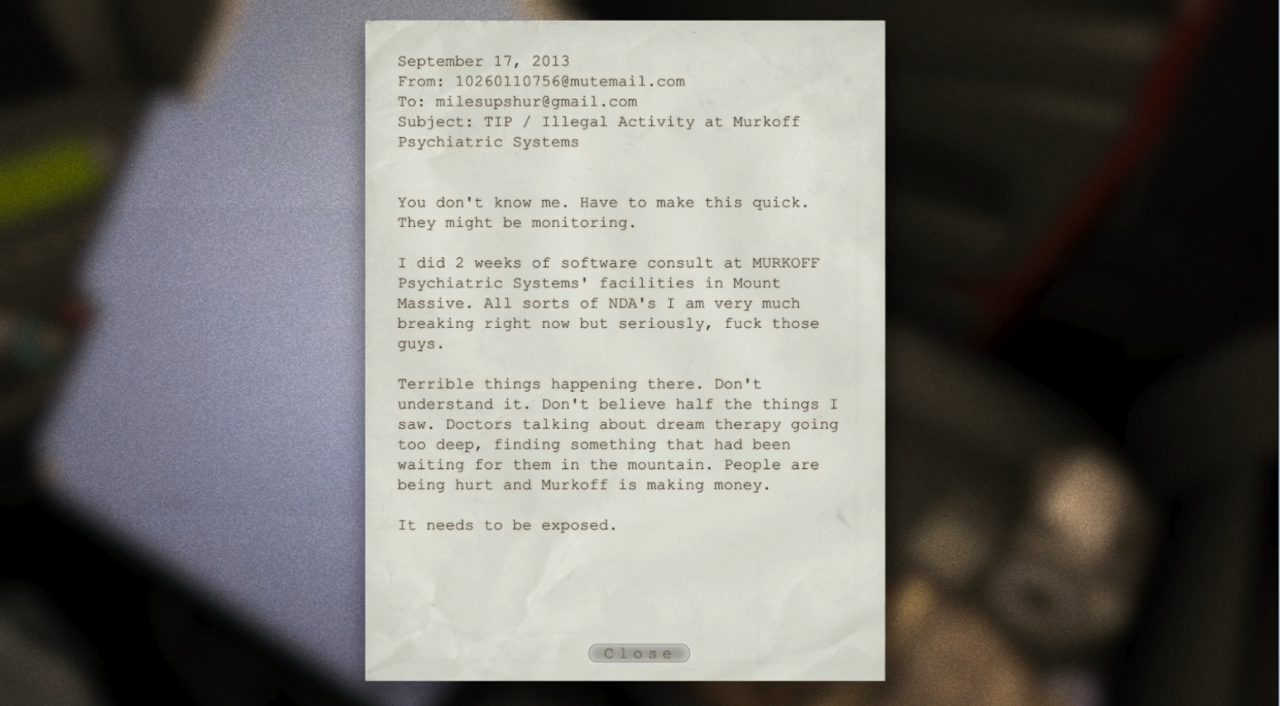 September 17, 2013
From: 10260110756@mutemail.com
To: milesupshur@gmail.com
Subject: TIP / Illegal Activity at Murkoff
Psychiatric Systems
You don't know me. Have to make this quick.
They might be monitoring.
I did 2 weeks of software consult at MURKOFF
Psychiatric Systems' facilities in Mount
Massive. All sorts of NDA's I am very much
breaking right now but seriously, fuck those
guys.
Terrible things happening there. Don't
understand it. Don't believe half the things I
saw. Doctors talking about dream therapy going
too deep, finding something that had been
waiting for them in the mountain. People are
being hurt and Murkoff is making money.
It needs to be exposed.
Close